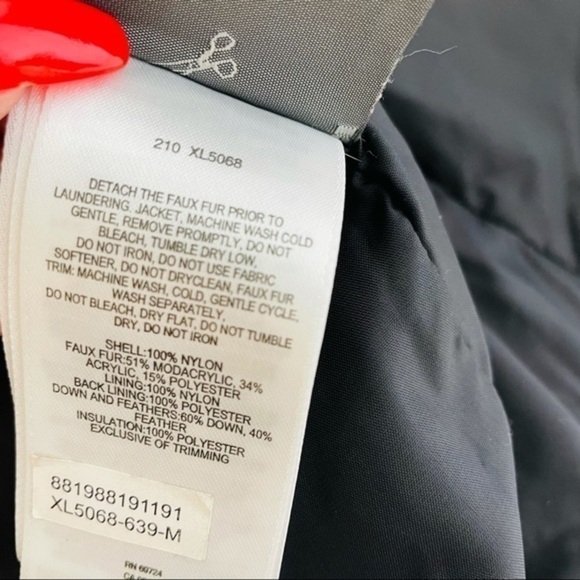 210 XL5068
DETACH THE FAUX FUR PRIOR TO
LAUNDERING. JACKET, MACHINE WASH COLD
GENTLE, REMOVE PROMPTLY, DO NOT
BLEACH, TUMBLE DRY LOW,
DO NOT IRON, DO NOT USE FABRIC
SOFTENER, DO NOT DRYCLEAN, FAUX FUR
TRIM: MACHINE WASH, COLD, GENTLE CYCLE,
WASH SEPARATELY,
DO NOT BLEACH, DRY FLAT, DO NOT TUMBLE
DRY, DO NOT IRON
SHELL:100% NYLON
FAUX FUR:51% MODACRYLIC, 34%
ACRYLIC, 15% POLYESTER
LINING:100% NYLON
BACK LINING:100% POLYESTER
DOWN AND FEATHERS:60% DOWN, 40%
FEATHER
INSULATION:100% POLYESTER
EXCLUSIVE OF TRIMMING
881988191191
XL5068-639-M
RN 69724